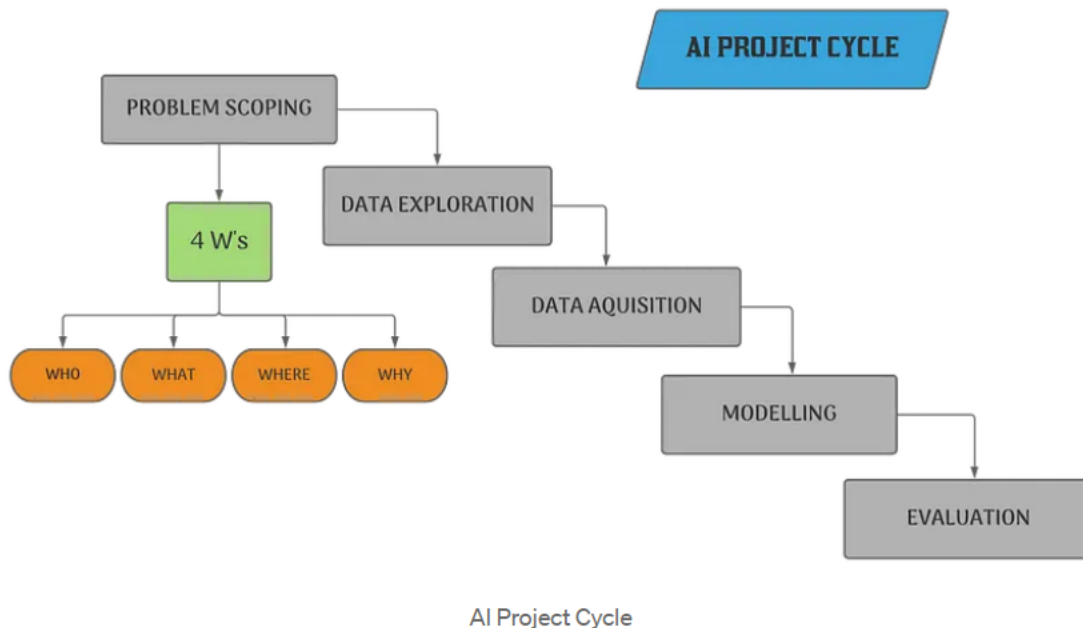 AI PROJECT CYCLE
PROBLEM SCOPING
DATA EXPLORATION
4 W's
DATA AQUISITION
WHO
WHAT
WHERE
WHY
MODELLING
EVALUATION
AI Project Cycle